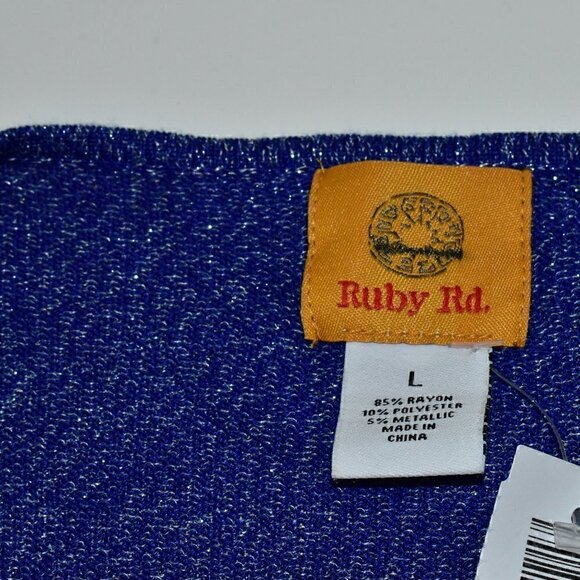 Ruby Rd.
L
85% RAYON
10% POLYESTER
5% METALLIC
MADE IN
CHINA